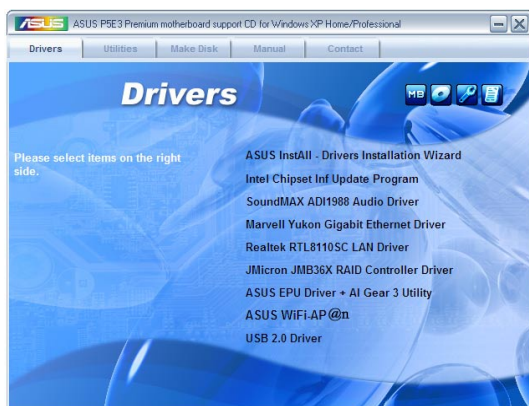 ASUS ASUS P5E3 Premium motherboard support CD for Windows XP Home/Professional
Drivers Utilities Make Disk Manual Contact
Drivers
MB
Please select items on the right
side.
ASUS InstAll - Drivers Installation Wizard
Intel Chipset Inf Update Program
SoundMAX ADI1988 Audio Driver
Marvell Yukon Gigabit Ethernet Driver
Realtek RTL8110SC LAN Driver
JMicron JMB36X RAID Controller Driver
ASUS EPU Driver + AI Gear 3 Utility
ASUS WiFi-AP@n
USB 2.0 Driver